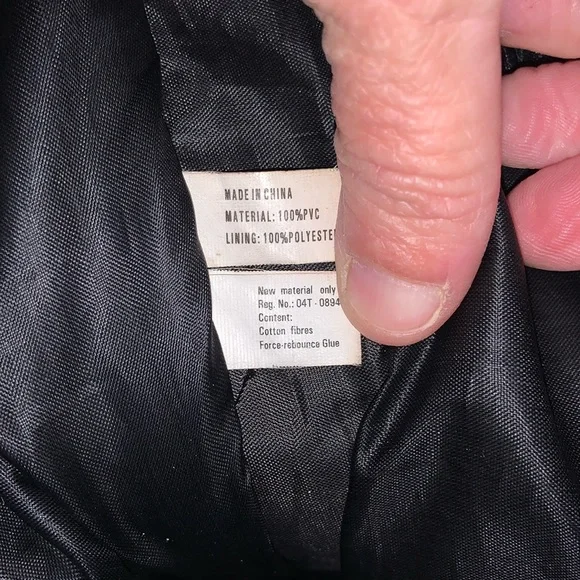 MADE IN CHINA
MATERIAL: 100%PVC
LINING: 100%POLYESTE
New material only
Reg. No.: 04T - 0894
Content:
Cotton fibres
Force-rebounce Glue